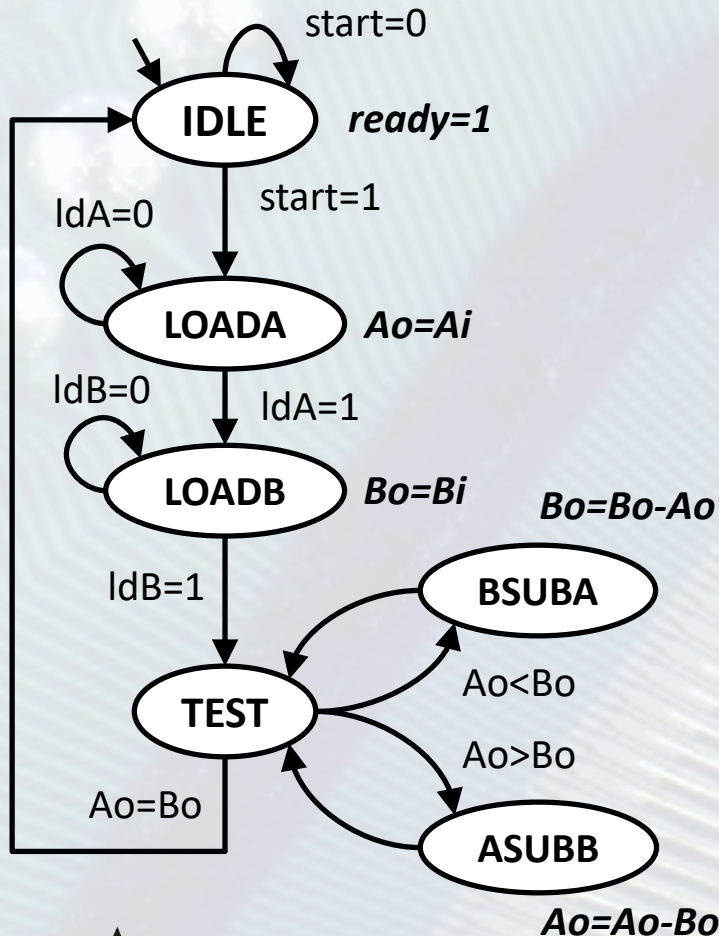 start=0
IDLE
ready=1
start=1
ldA=0
LOADA
Ao=Ai
ldB=0
ldA=1
LOADB
Bo=Bi
Bo=Bo-Ao
ldB=1
BSUBA
Ao<Bo
TEST
Ao>Bo
Ao=Bo
ASUBB
Ao=Ao-Bo